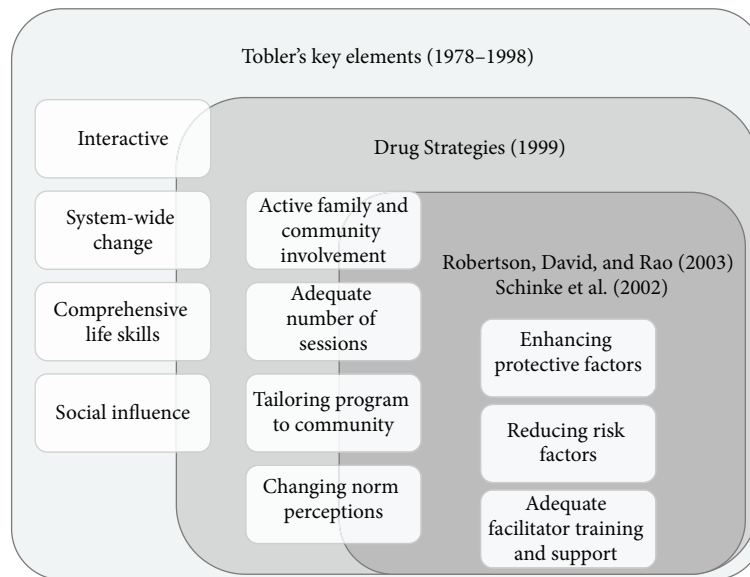 Tobler's key elements (1978–1998)
Interactive
System-wide
change
Comprehensive
life skills
Social influence
Drug Strategies (1999)
Active family and
community
involvement
Adequate
number of
sessions
Tailoring program
to community
Changing norm
perceptions
Robertson, David, and Rao (2003)
Schinke et al. (2002)
Enhancing
protective factors
Reducing risk
factors
Adequate
facilitator training
and support